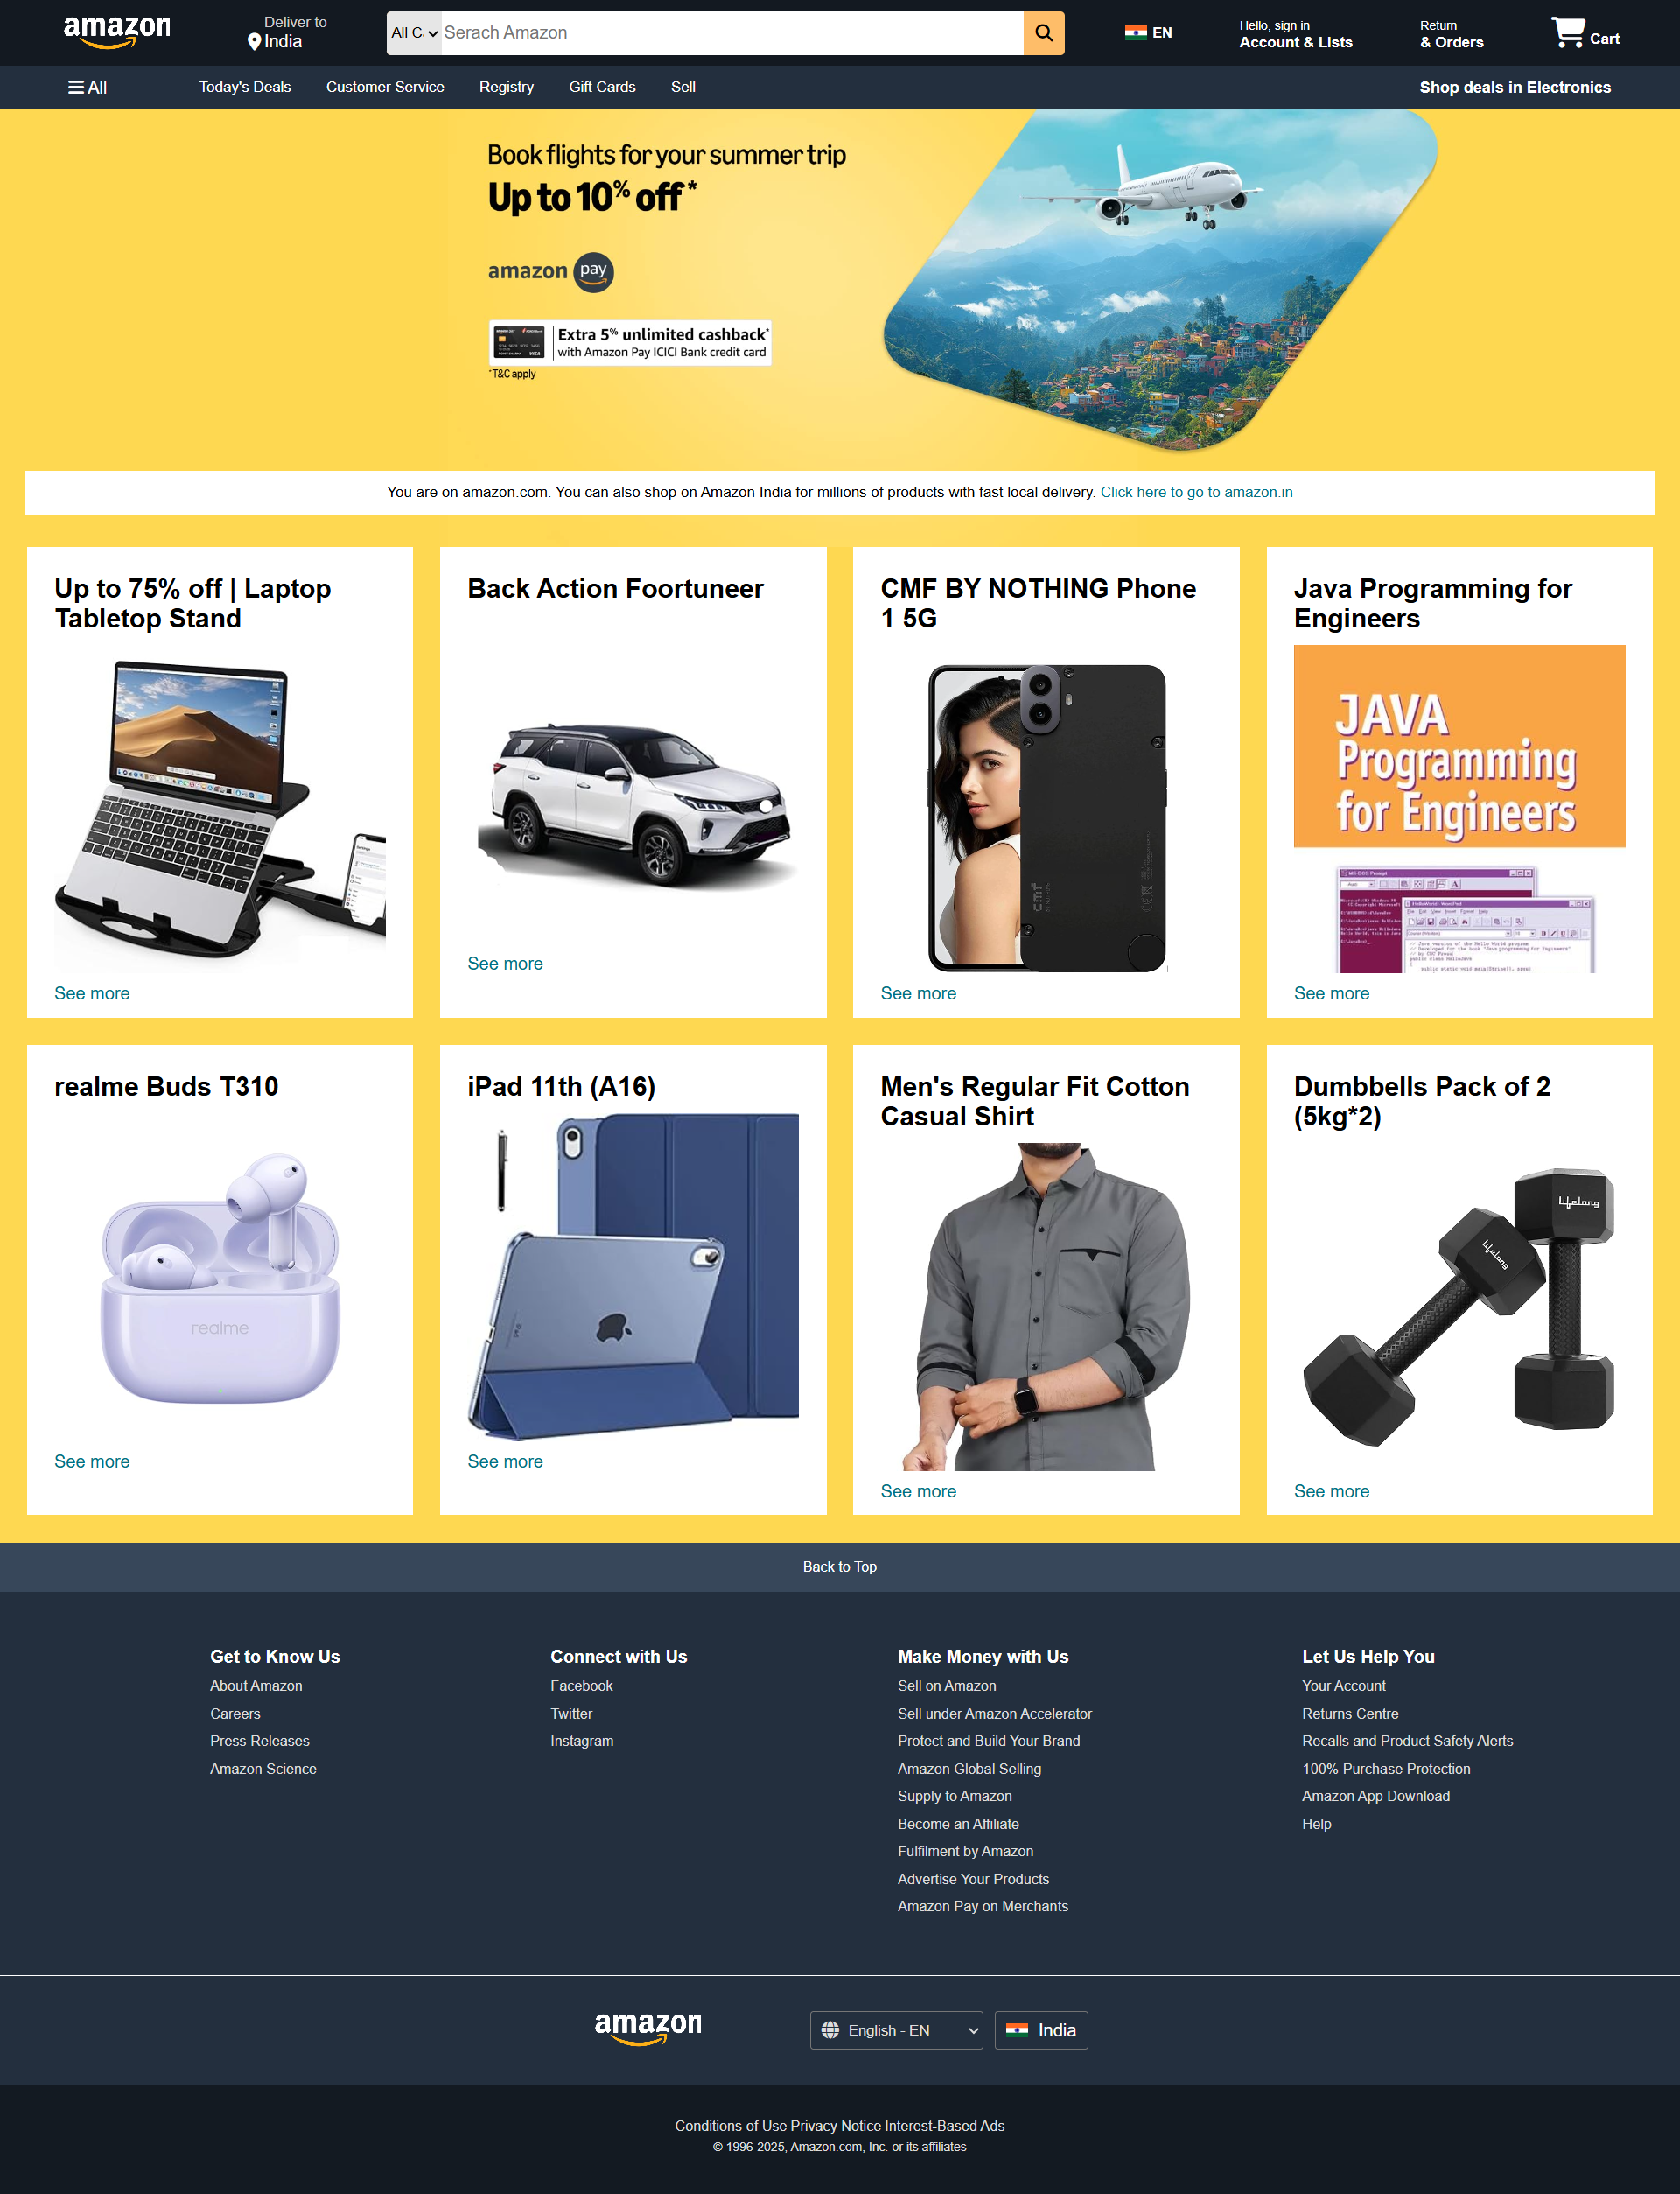 amazon
Deliver to
India
All Ca
Serach Amazon
EN
Hello, sign in
Account & Lists
Return
& Orders
Cart
All
Today's Deals
Customer Service
Registry
Gift Cards
Sell
Shop deals in Electronics
Book flights for your summer trip
Up to 10% off*
amazon pay
Extra 5% unlimited cashback*
with Amazon Pay ICICI Bank credit card
*T&C apply
You are on amazon.com. You can also shop on Amazon India for millions of products with fast local delivery. Click here to go to amazon.in
Up to 75% off | Laptop
Tabletop Stand
See more
Back Action Foortuneer
See more
CMF BY NOTHING Phone
1 5G
cmf
See more
Java Programming for
Engineers
JAVA
Programming
for Engineers
See more
realme Buds T310
realme
See more
iPad 11th (A16)
See more
Men's Regular Fit Cotton
Casual Shirt
See more
Dumbbells Pack of 2
(5kg*2)
Lifelong
Lifelong
See more
Back to Top
Get to Know Us
About Amazon
Careers
Press Releases
Amazon Science
Connect with Us
Facebook
Twitter
Instagram
Make Money with Us
Sell on Amazon
Sell under Amazon Accelerator
Protect and Build Your Brand
Amazon Global Selling
Supply to Amazon
Become an Affiliate
Fulfilment by Amazon
Advertise Your Products
Amazon Pay on Merchants
Let Us Help You
Your Account
Returns Centre
Recalls and Product Safety Alerts
100% Purchase Protection
Amazon App Download
Help
amazon
English - EN
India
Conditions of Use Privacy Notice Interest-Based Ads
© 1996-2025, Amazon.com, Inc. or its affiliates